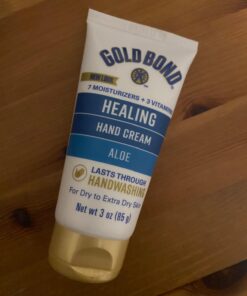 GOLD BOND
NEW LOOK
7 MOISTURIZERS + 3 VITAMINS
HEALING
HAND CREAM
ALOE
LASTS THROUGH
HANDWASHING
For Dry to Extra Dry Skin
Net wt 3 oz (85 g)